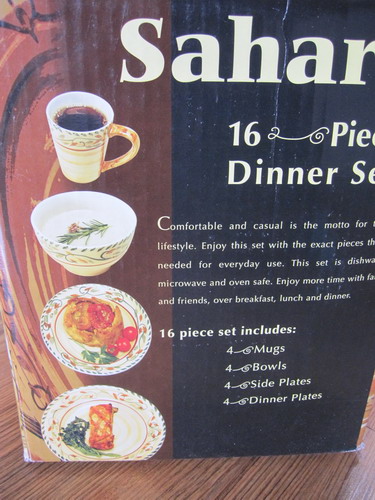 Sahar
16 Piec
Dinner Se
Comfortable and casual is the motto for t
lifestyle. Enjoy this set with the exact pieces th
needed for everyday use. This set is dishwa
microwave and oven safe. Enjoy more time with fa
and friends, over breakfast, lunch and dinner.
16 piece set includes:
4 Mugs
4 Bowls
4 Side Plates
4 Dinner Plates